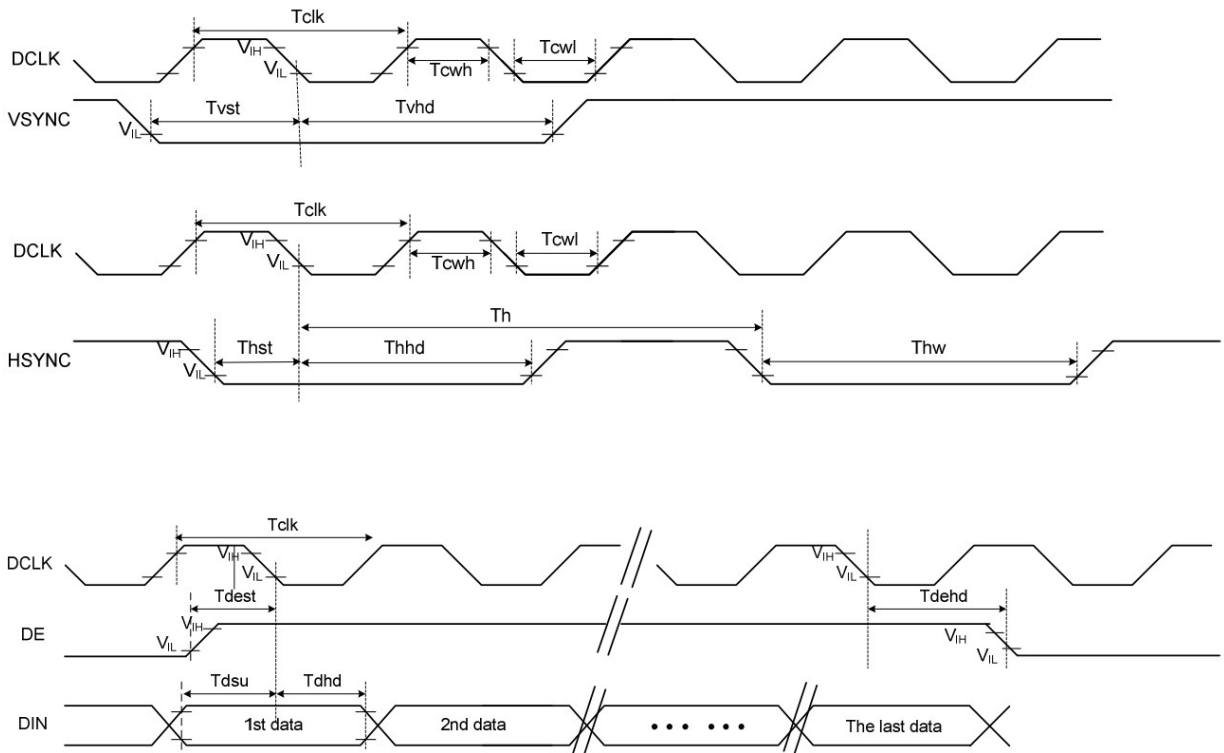 Tclk
DCLK VIH VIL Tcwh Tcwl
VSYNC VIL Tvst Tvhd
Tclk
DCLK VIH VIL Tcwh Tcwl
Th
HSYNC VIH VIL Thst Thhd Thw
Tclk
DCLK VIH VIL VIH VIL
Tdest Tdehd
DE VIL VIH VIH VIL
Tdsu Tdhd
DIN 1st data 2nd data ••• ••• The last data